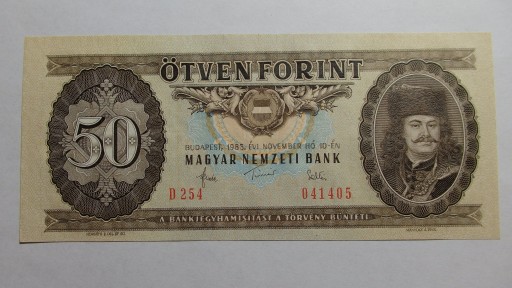 ÖTVEN FORINT
50
BUDAPEST, 1983. ÉVI NOVEMBER HÓ 10-ÉN
MAGYAR NEMZETI BANK
D 254
041405
A BANKJEGYHAMISÍTÁST A TÖRVÉNY BÜNTETI